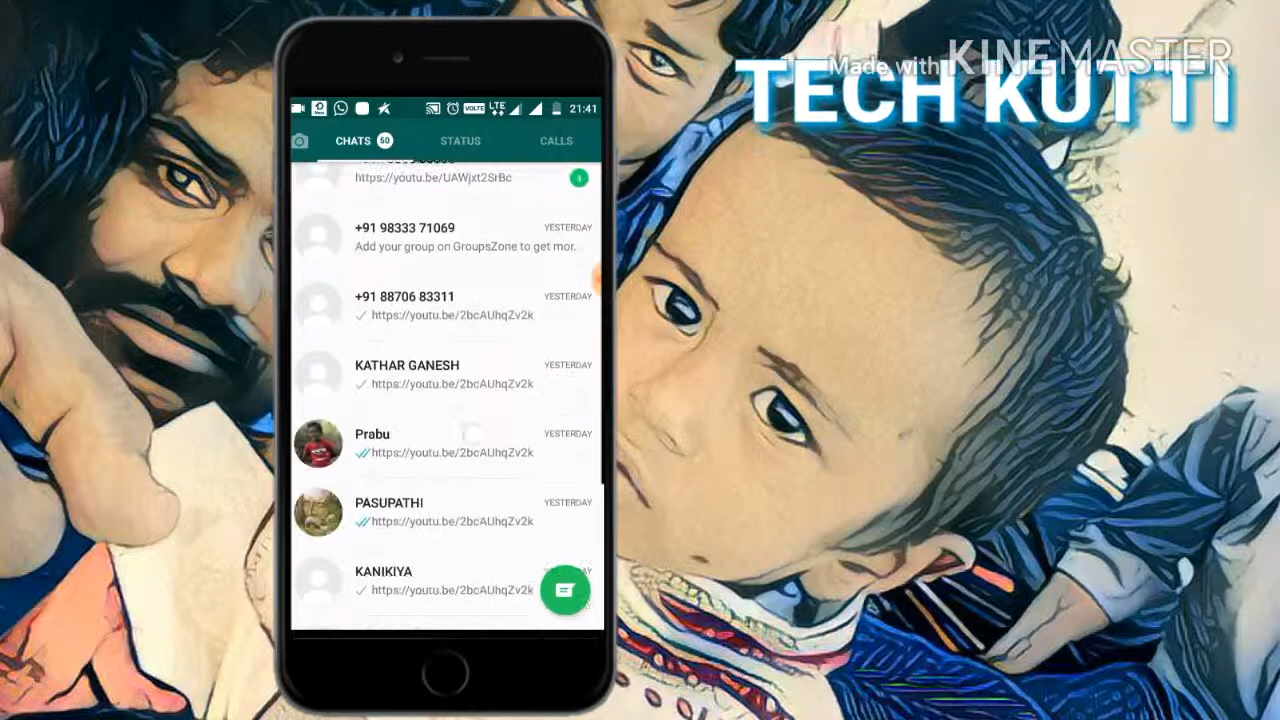 Made with KINEMASTER
TECH KUTTI
VOLTE LTE 21:41
CHATS 50 STATUS CALLS
https://youtu.be/UAWjxt2SrBc
+91 98333 71069 YESTERDAY
Add your group on GroupsZone to get mor.
+91 88706 83311 YESTERDAY
https://youtu.be/2bcAUhqZv2k
KATHAR GANESH YESTERDAY
https://youtu.be/2bcAUhqZv2k
Prabu YESTERDAY
https://youtu.be/2bcAUhqZv2k
PASUPATHI YESTERDAY
https://youtu.be/2bcAUhqZv2k
KANIKIYA
https://youtu.be/2bcAUhqZv2k